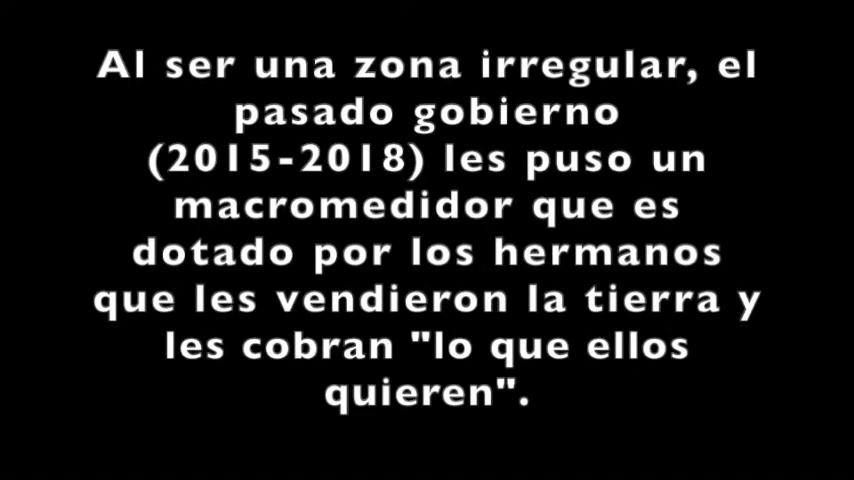 Al ser una zona irregular, el
pasado gobierno
(2015-2018) les puso un
macromedidor que es
dotado por los hermanos
que les vendieron la tierra y
les cobran "lo que ellos
quieren".